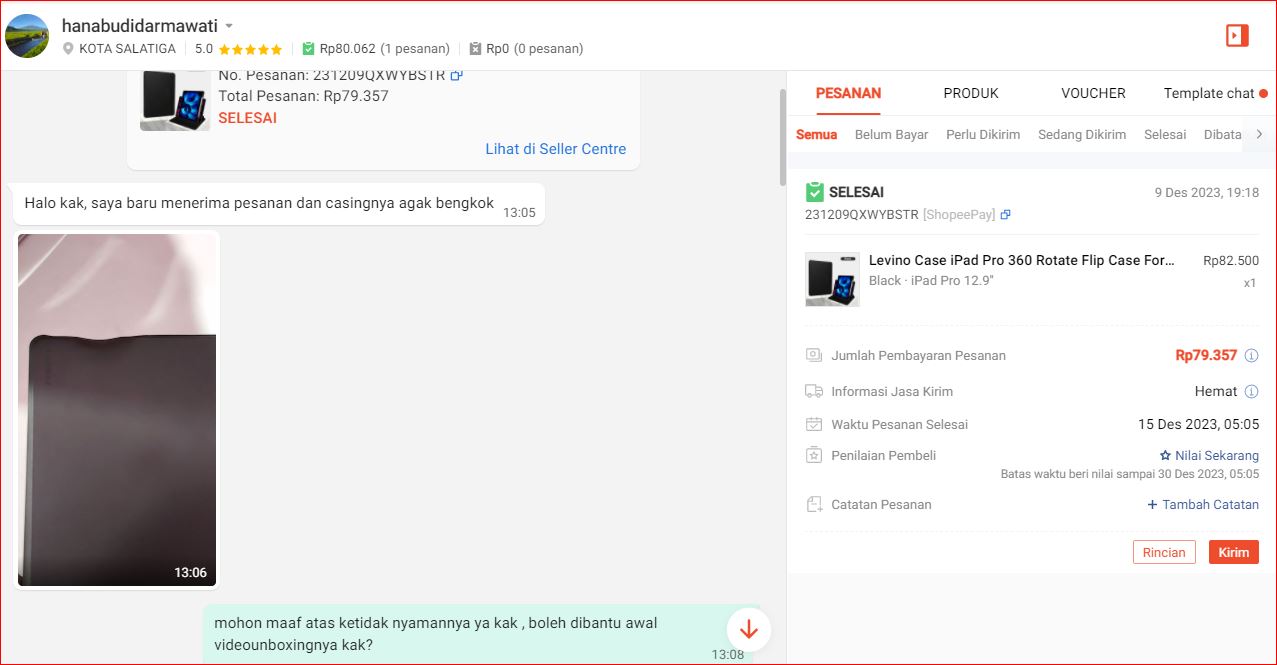 hanabudidarmawati
KOTA SALATIGA 5.0 Rp80.062 (1 pesanan) Rp0 (0 pesanan)
No. Pesanan: 231209QXWYBSTR
Total Pesanan: Rp79.357
SELESAI
Lihat di Seller Centre
Halo kak, saya baru menerima pesanan dan casingnya agak bengkok 13:05
13:06
mohon maaf atas ketidak nyamannya ya kak , boleh dibantu awal
videounboxingnya kak?
13:08
PESANAN PRODUK VOUCHER Template chat
Semua Belum Bayar Perlu Dikirim Sedang Dikirim Selesai Dibata
SELESAI 9 Des 2023, 19:18
231209QXWYBSTR [ShopeePay]
Levino Case iPad Pro 360 Rotate Flip Case For... Rp82.500
Black · iPad Pro 12.9" x1
Jumlah Pembayaran Pesanan Rp79.357
Informasi Jasa Kirim Hemat
Waktu Pesanan Selesai 15 Des 2023, 05:05
Penilaian Pembeli Nilai Sekarang
Batas waktu beri nilai sampai 30 Des 2023, 05:05
Catatan Pesanan + Tambah Catatan
Rincian Kirim